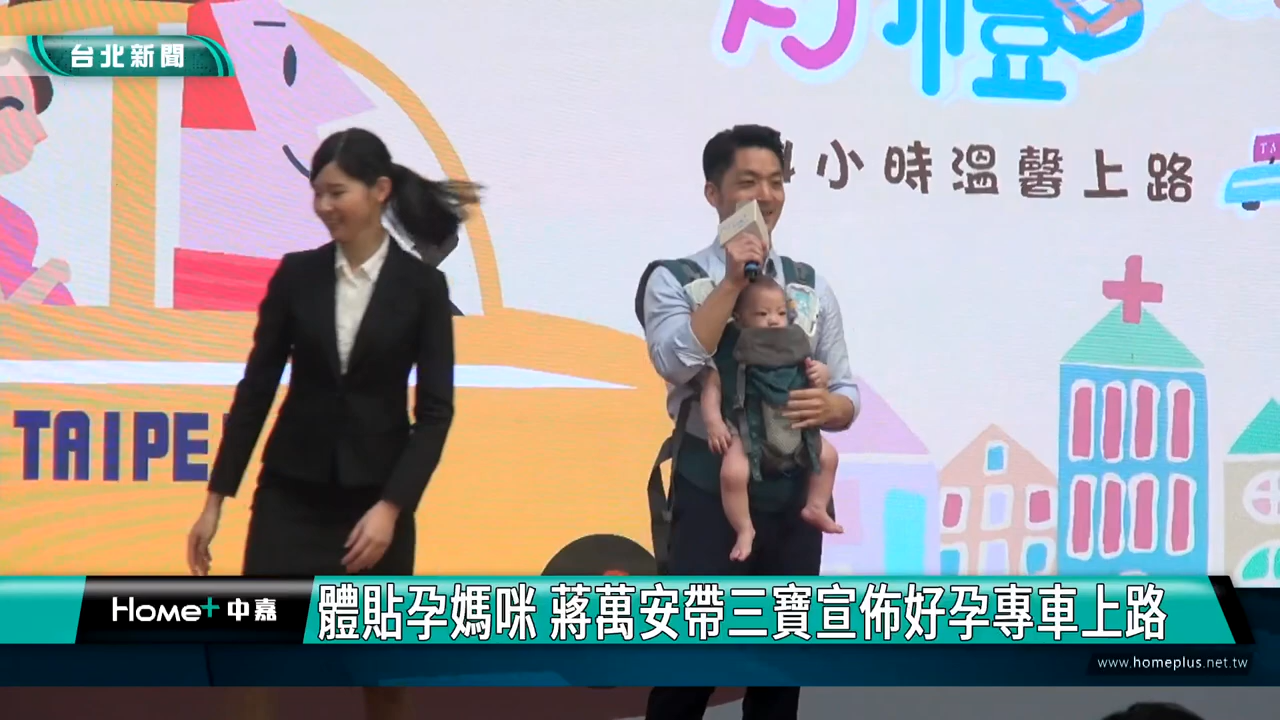 台北新聞
小時溫馨上路
TAIPE
Home+ 中嘉
體貼孕媽咪 蔣萬安帶三寶宣佈好孕專車上路
www.homeplus.net.tw